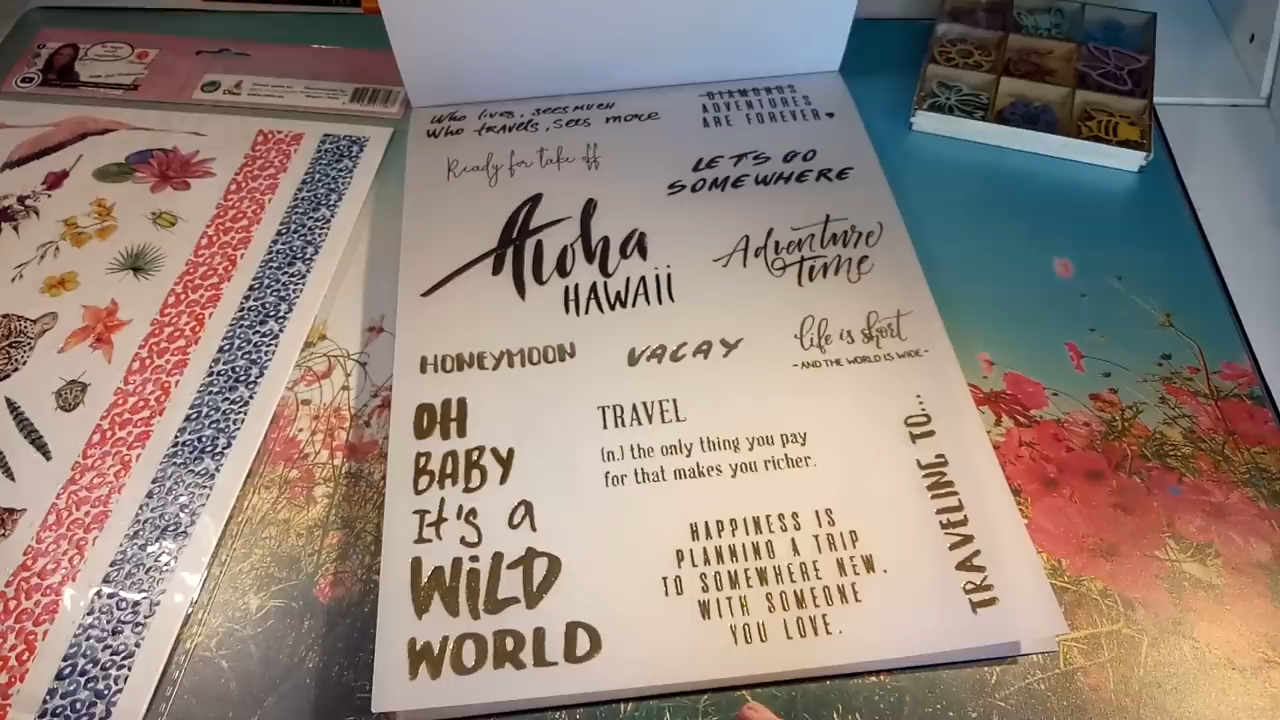 Who lives, sees much
Who travels, sees more
DIAMONDS
ADVENTURES
ARE FOREVER
Ready for take off
LET'S GO
SOMEWHERE
Aloha
HAWAII
Adventure
Time
HONEYMOON
VACAY
life is short
-AND THE WORLD IS WIDE-
OH
BABY
It's a
WiLD
WORLD
TRAVEL
(n.) the only thing you pay
for that makes you richer.
TRAVELING TO...
HAPPINESS IS
PLANNING A TRIP
TO SOMEWHERE NEW,
WITH SOMEONE
YOU LOVE.